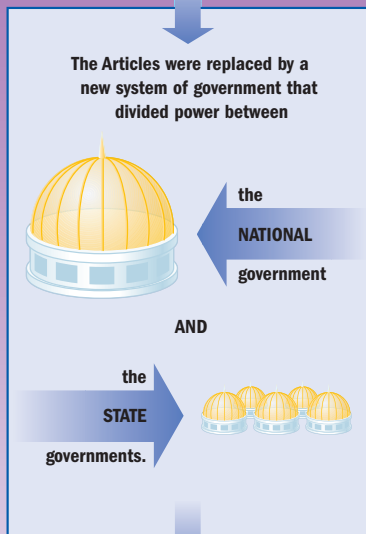 The Articles were replaced by a
new system of government that
divided power between
the
NATIONAL
government
AND
the
STATE
governments.